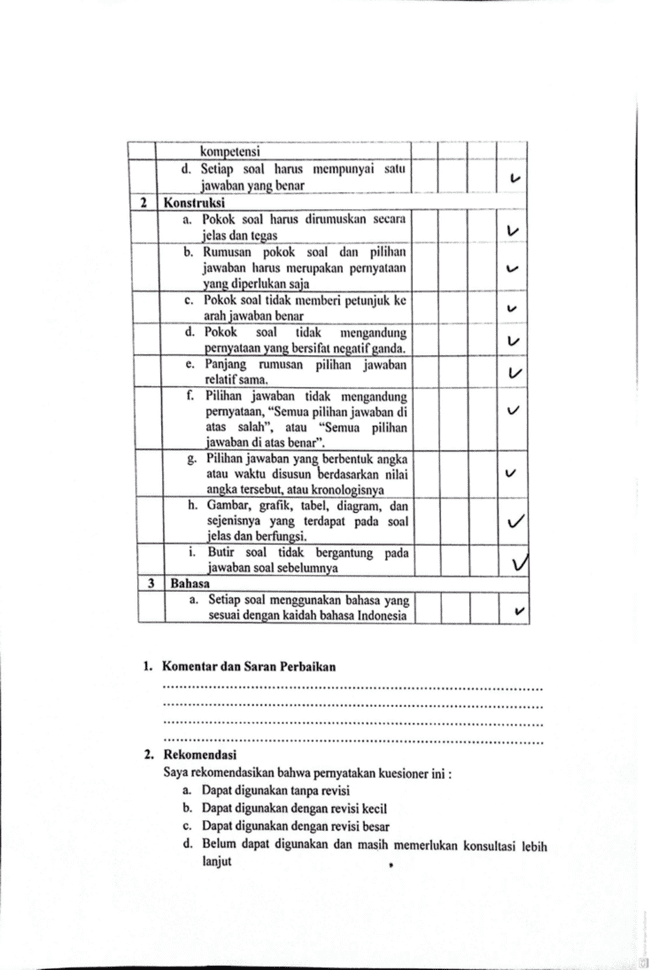 kompetensi
d. Setiap soal harus mempunyai satu
jawaban yang benar
2 Konstruksi
a. Pokok soal harus dirumuskan secara
jelas dan tegas
b. Rumusan pokok soal dan pilihan
jawaban harus merupakan pernyataan
yang diperlukan saja
c. Pokok soal tidak memberi petunjuk ke
arah jawaban benar
d. Pokok soal tidak mengandung
pernyataan yang bersifat negatif ganda.
e. Panjang rumusan pilihan jawaban
relatif sama.
f. Pilihan jawaban tidak mengandung
pernyataan, “Semua pilihan jawaban di
atas salah”, atau “Semua pilihan
jawaban di atas benar”.
g. Pilihan jawaban yang berbentuk angka
atau waktu disusun berdasarkan nilai
angka tersebut, atau kronologisnya
h. Gambar, grafik, tabel, diagram, dan
sejenisnya yang terdapat pada soal
jelas dan berfungsi.
i. Butir soal tidak bergantung pada
jawaban soal sebelumnya
3 Bahasa
a. Setiap soal menggunakan bahasa yang
sesuai dengan kaidah bahasa Indonesia
1. Komentar dan Saran Perbaikan
2. Rekomendasi
Saya rekomendasikan bahwa pernyatakan kuesioner ini :
a. Dapat digunakan tanpa revisi
b. Dapat digunakan dengan revisi kecil
c. Dapat digunakan dengan revisi besar
d. Belum dapat digunakan dan masih memerlukan konsultasi lebih
lanjut